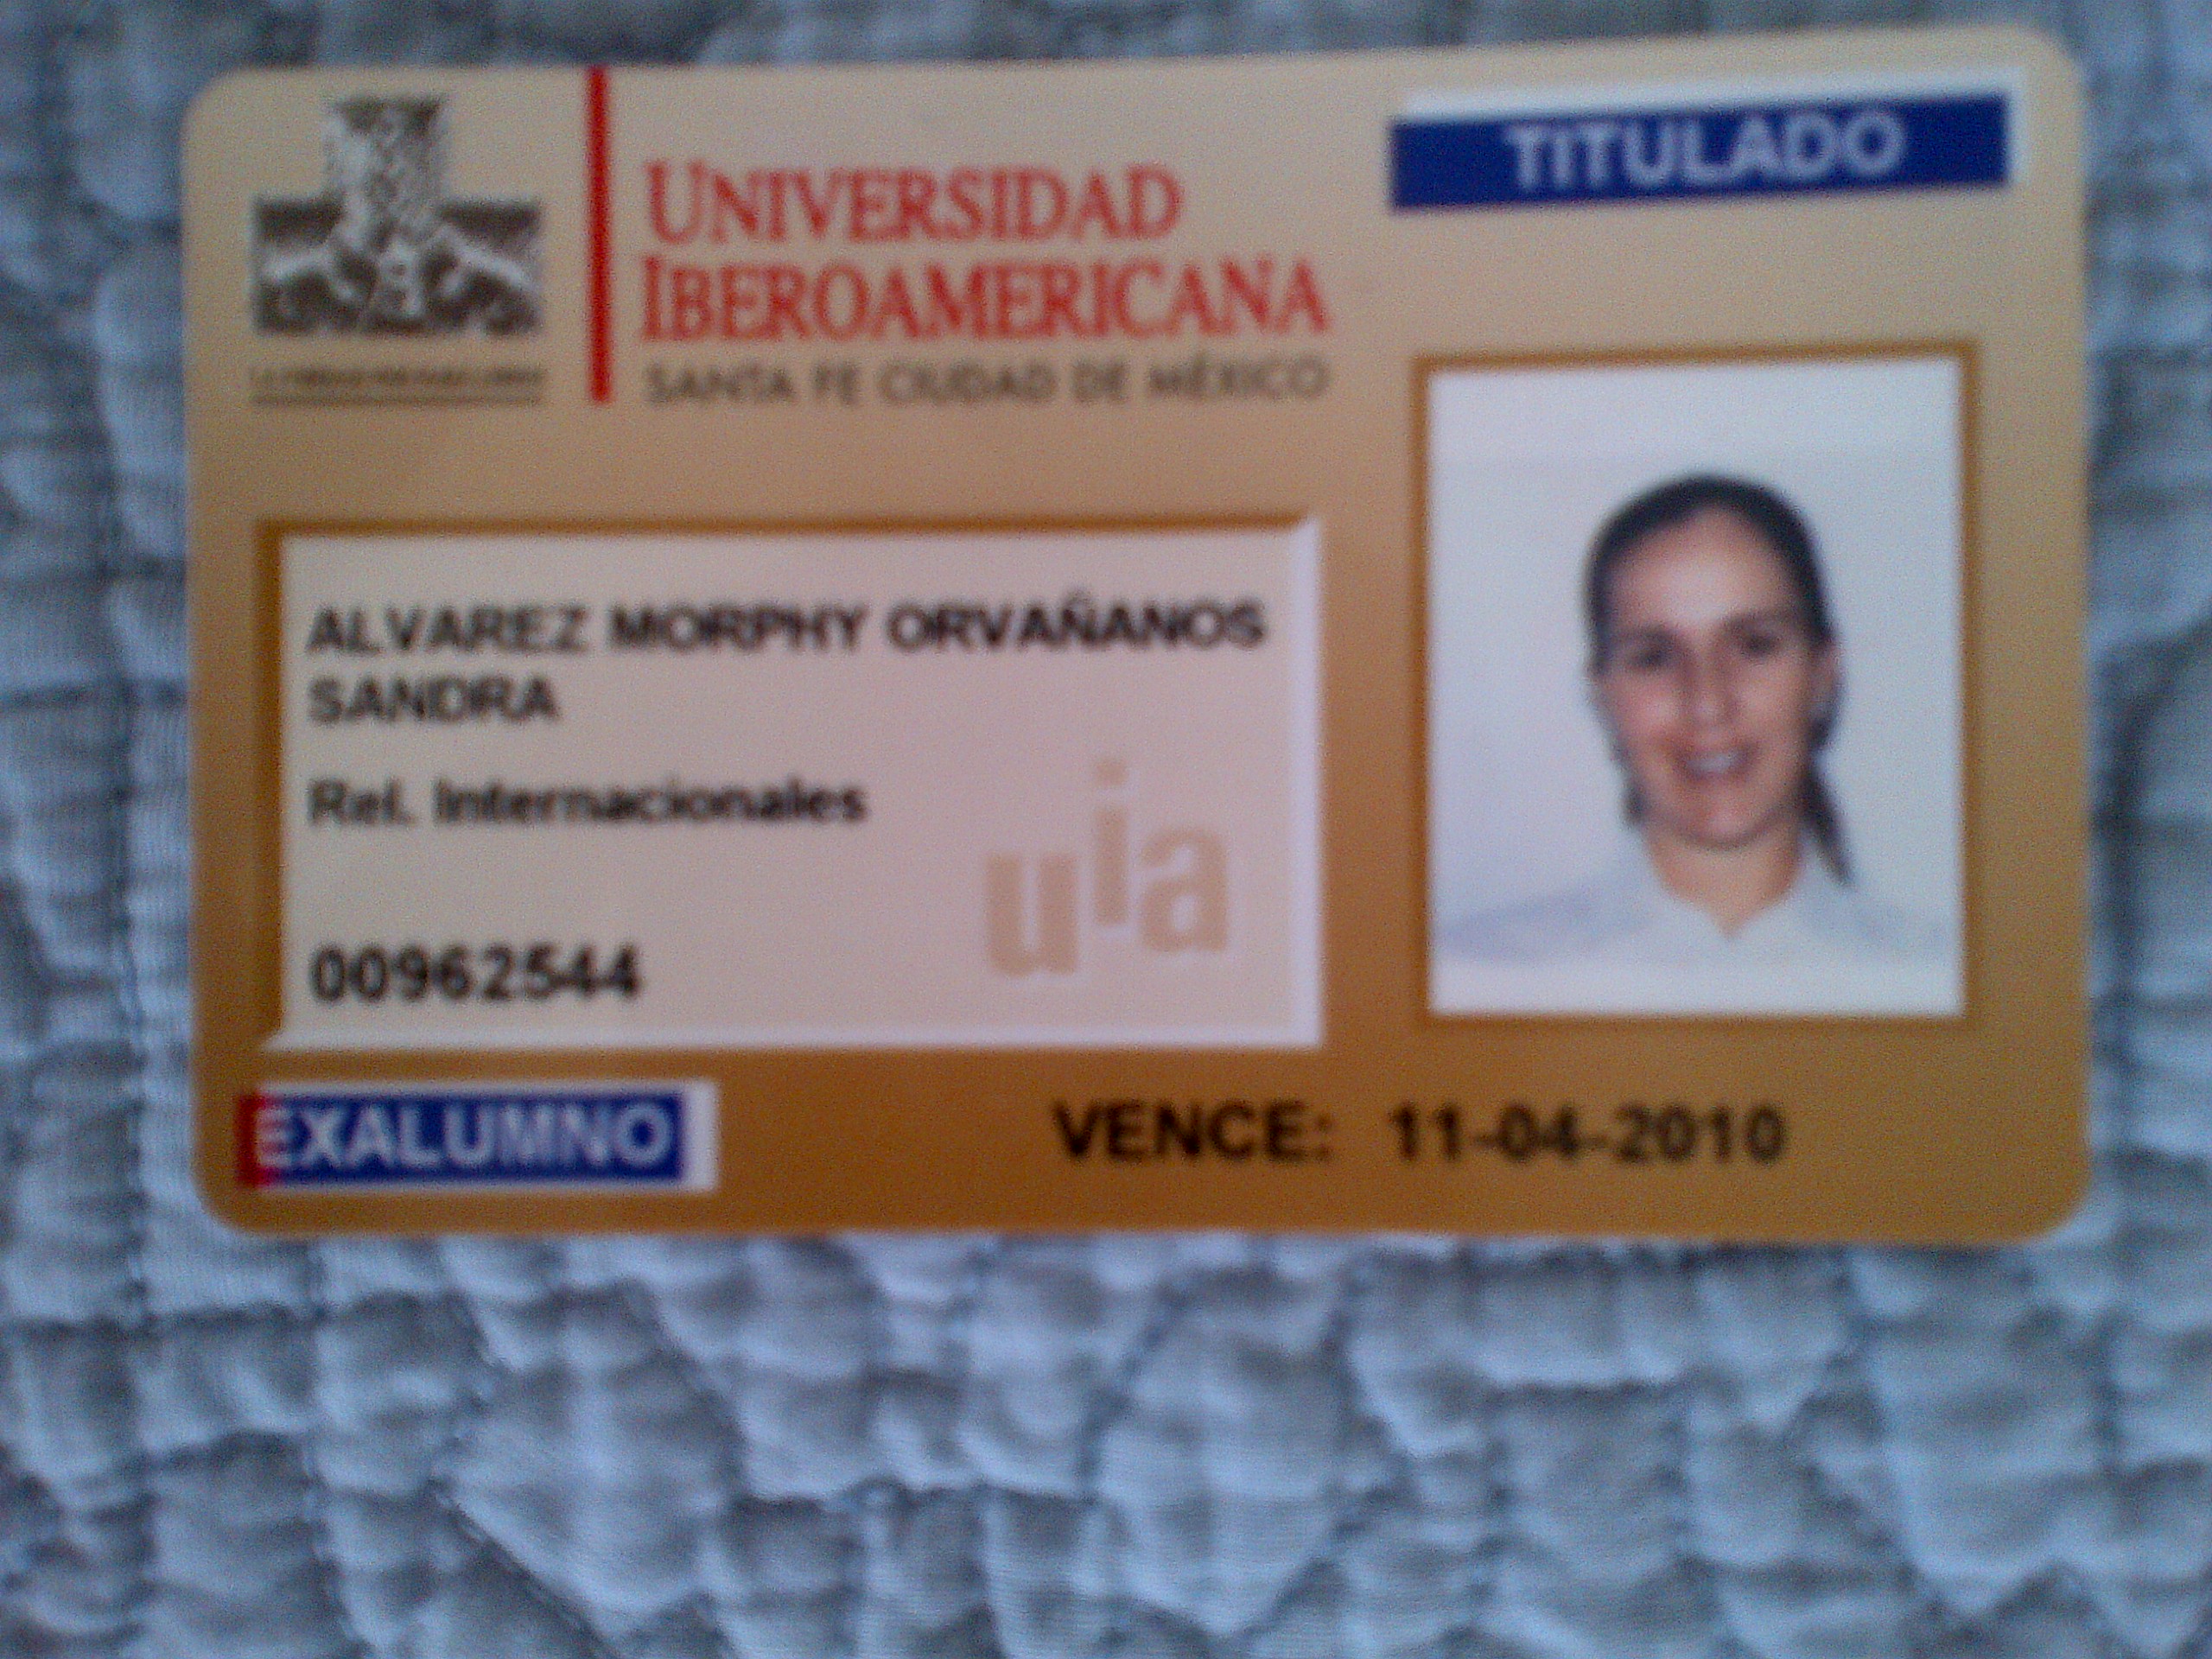 TITULADO
UNIVERSIDAD
IBEROAMERICANA
SANTA FE CIUDAD DE MÉXICO
ALVAREZ MORPHY ORVAÑANOS
SANDRA
Rel. Internacionales
uia
00962544
EXALUMNO
VENCE: 11-04-2010